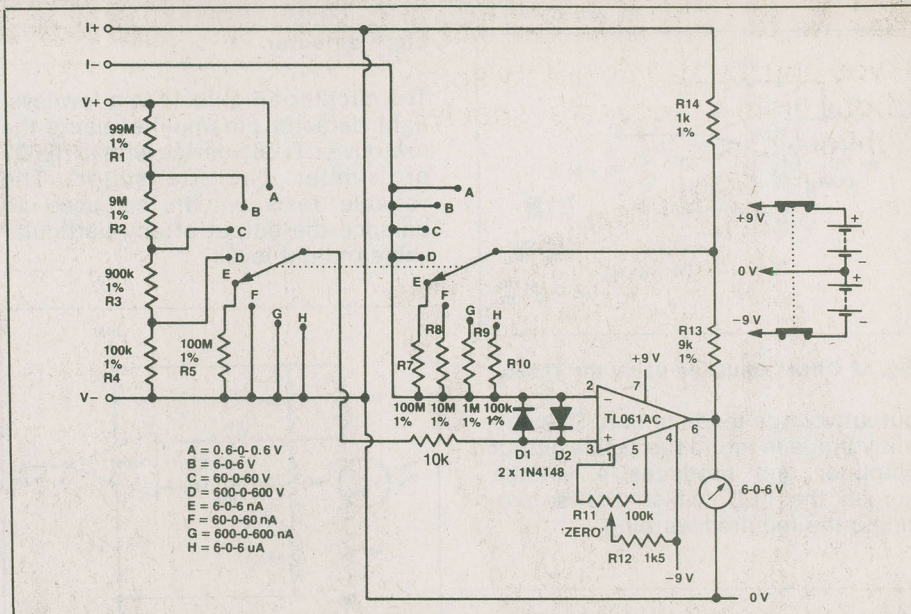 I+
I−
V+
99M
1%
R1
9M
1%
R2
900k
1%
R3
100k
1%
R4
V−
A
B
C
D
E
F
G
H
100M
1%
R5
A
B
C
D
E
F
G
H
R7
R8
R9
R10
100M
1%
10M
1%
1M
1%
100k
1%
R14
1k
1%
R13
9k
1%
+9 V
0 V
−9 V
+
−
+
−
+9V
2
7
−
TL061AC
6
+
3
1
5
4
D1
D2
2 x 1N4148
10k
R11
100k
'ZERO'
R12
1k5
−9 V
6-0-6 V
0 V
A = 0.6-0-0.6 V
B = 6-0-6 V
C = 60-0-60 V
D = 600-0-600 V
E = 6-0-6 nA
F = 60-0-60 nA
G = 600-0-600 nA
H = 6-0-6 uA